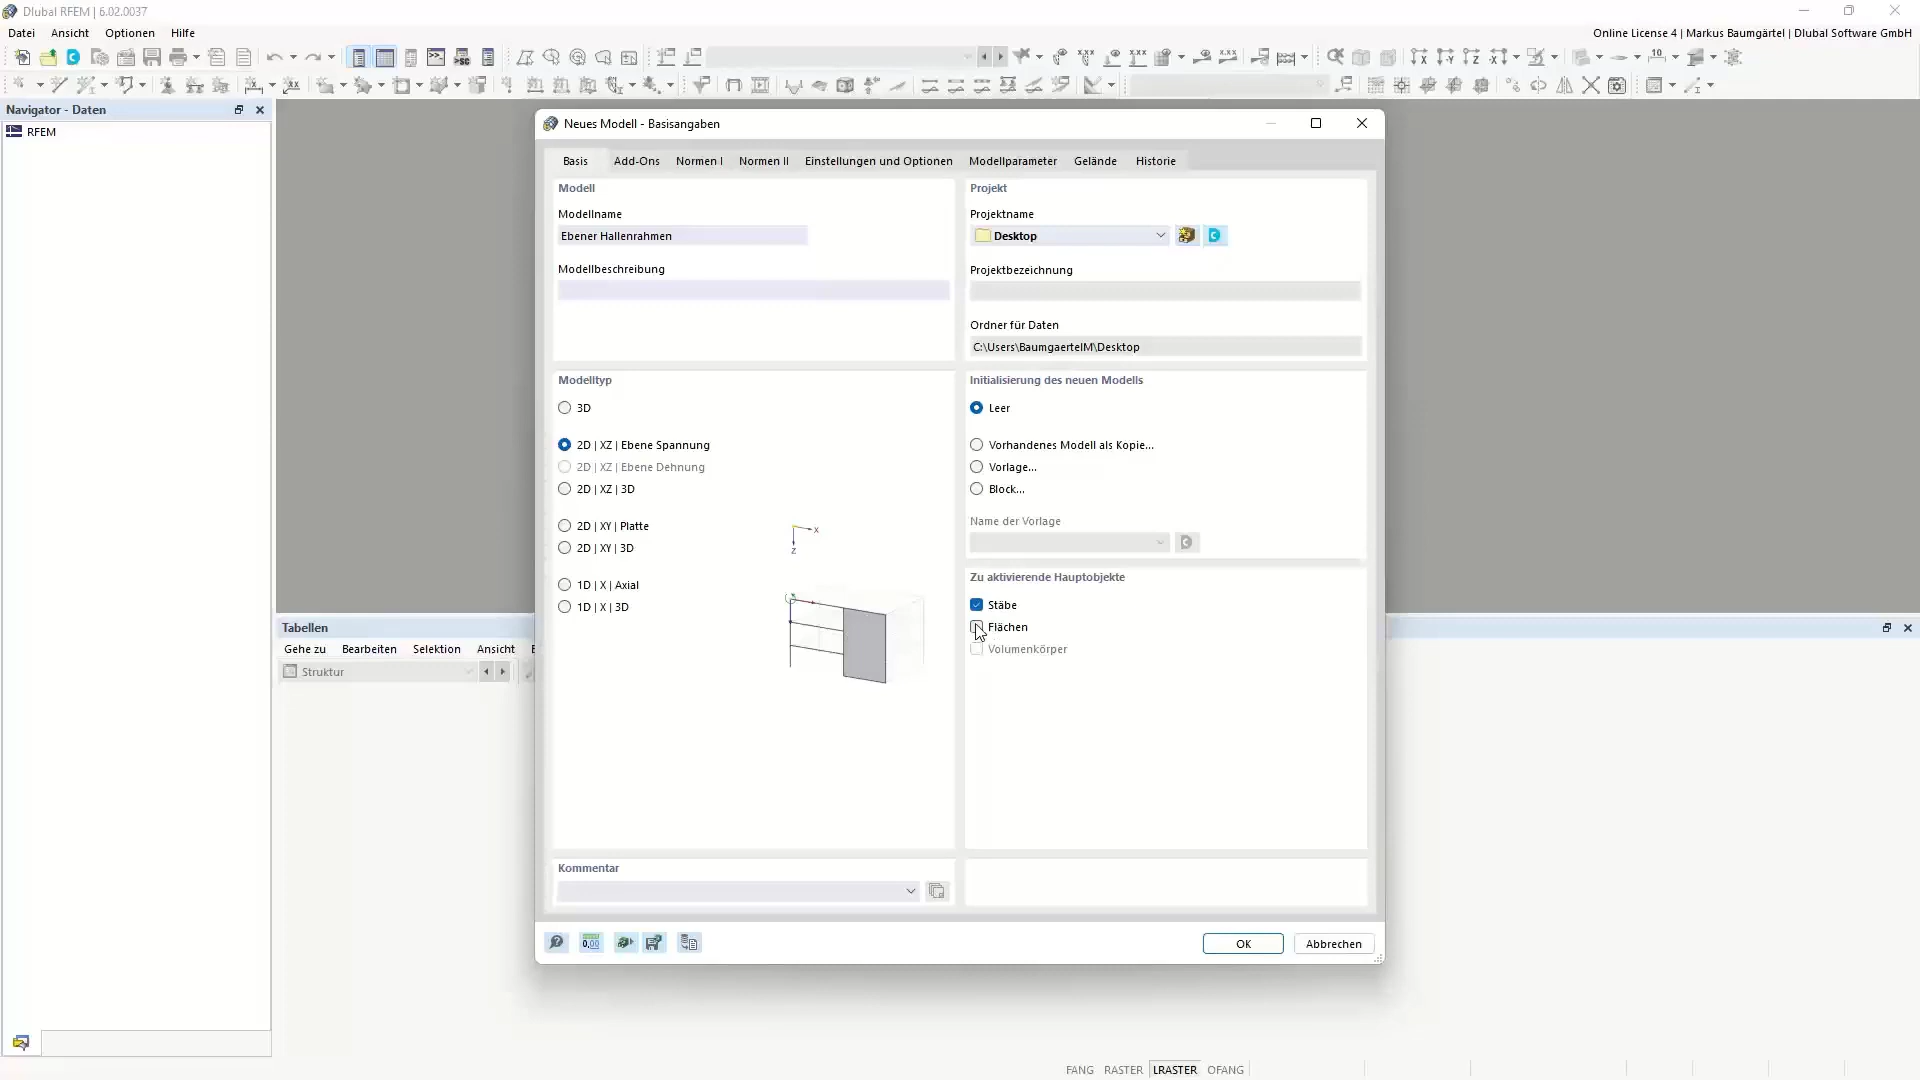 Dlubal RFEM | 6.02.0037
Datei Ansicht Optionen Hilfe
Online License 4 | Markus Baumgärtel | Dlubal Software GmbH
Navigator - Daten
RFEM
Neues Modell - Basisangaben
Basis Add-Ons Normen I Normen II Einstellungen und Optionen Modellparameter Gelände Historie
Modell
Modellname
Ebener Hallenrahmen
Modellbeschreibung
Projekt
Projektname
Desktop
Projektbezeichnung
Ordner für Daten
C:\Users\BaumgaertelM\Desktop
Modelltyp
3D
2D | XZ | Ebene Spannung
2D | XZ | Ebene Dehnung
2D | XZ | 3D
2D | XY | Platte
2D | XY | 3D
1D | X | Axial
1D | X | 3D
X
Z
Initialisierung des neuen Modells
Leer
Vorhandenes Modell als Kopie...
Vorlage...
Block...
Name der Vorlage
Zu aktivierende Hauptobjekte
Stäbe
Flächen
Volumenkörper
Kommentar
0,00
OK Abbrechen
Tabellen
Gehe zu Bearbeiten Selektion Ansicht
Struktur
FANG RASTER LRASTER OFANG